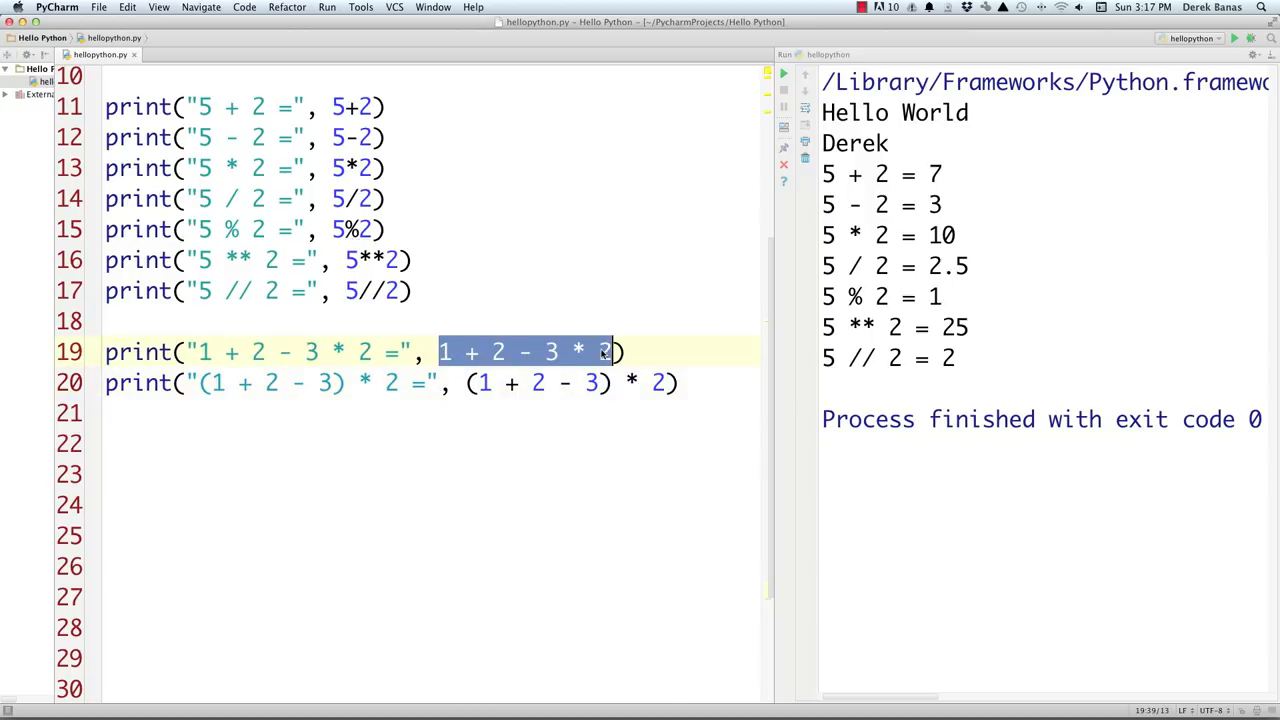 PyCharm File Edit View Navigate Code Refactor Run Tools VCS Window Help 10 Sun 3:17 PM Derek Banas
hellopython.py - Hello Python - [~/PycharmProjects/Hello Python]
Hello Python hellopython.py hellopython
hellopython.py Run hellopython
Hello P
hell
Externa
10
11 print("5 + 2 =", 5+2)
12 print("5 - 2 =", 5-2)
13 print("5 * 2 =", 5*2)
14 print("5 / 2 =", 5/2)
15 print("5 % 2 =", 5%2)
16 print("5 ** 2 =", 5**2)
17 print("5 // 2 =", 5//2)
18
19 print("1 + 2 - 3 * 2 =", 1 + 2 - 3 * 2)
20 print("(1 + 2 - 3) * 2 =", (1 + 2 - 3) * 2)
21
22
23
24
25
26
27
28
29
30
/Library/Frameworks/Python.framewo
Hello World
Derek
5 + 2 = 7
5 - 2 = 3
5 * 2 = 10
5 / 2 = 2.5
5 % 2 = 1
5 ** 2 = 25
5 // 2 = 2
Process finished with exit code 0
19:39/13 LF UTF-8